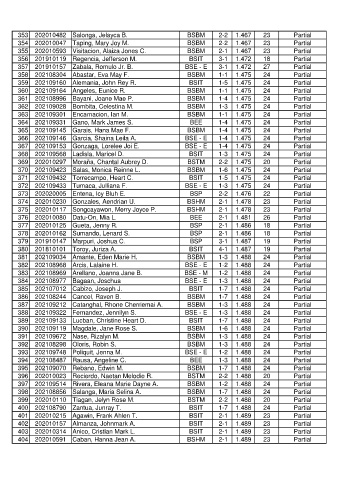 353 202010482 Salonga, Jelayca B. BSBM 2-2 1.467 23 Partial
354 202010047 Taping, Mary Joy M. BSBM 2-2 1.467 23 Partial
355 202010593 Visitacion, Alaiza Jones C. BSBM 2-1 1.467 23 Partial
356 201910119 Regencia, Jefferson M. BSIT 3-1 1.472 18 Partial
357 201910157 Zabala, Romulo Jr. B. BSE - E 3-1 1.472 27 Partial
358 202108304 Abastar, Eva May F. BSBM 1-1 1.475 24 Partial
359 202109160 Alemania, John Rey R. BSIT 1-5 1.475 24 Partial
360 202109164 Angeles, Eunice R. BSBM 1-1 1.475 24 Partial
361 202108996 Bayani, Joane Mae P. BSBM 1-4 1.475 24 Partial
362 202109028 Bombita, Celestina M. BSBM 1-3 1.475 24 Partial
363 202109301 Encarnacion, Ian M. BSBM 1-1 1.475 24 Partial
364 202109331 Gano, Mark James S. BEE 1-4 1.475 24 Partial
365 202109145 Garais, Hana Mae F. BSBM 1-4 1.475 24 Partial
366 202109146 Garcia, Shaira Leila A. BSE - E 1-4 1.475 24 Partial
367 202109153 Gonzaga, Lorelee Joi E. BSE - E 1-4 1.475 24 Partial
368 202109568 Ladisla, Maricel D. BSIT 1-3 1.475 24 Partial
369 202010297 Moraña, Chantal Aubrey D. BSTM 2-2 1.475 20 Partial
370 202109423 Salas, Monica Reinne L. BSBM 1-6 1.475 24 Partial
371 202109432 Torrecampo, Heart C. BSIT 1-5 1.475 24 Partial
372 202109433 Tumaca, Juliana F. BSE - E 1-3 1.475 24 Partial
373 202020005 Enteria, Icy Bluh E. BSP 2-2 1.476 22 Partial
374 202010230 Gonzales, Aendrian U. BSHM 2-1 1.478 23 Partial
375 202010117 Songcayawon, Merry Joyce P BSHM 2-1 1.478 23 Partial
376 202010080 Datu-On, Mia L. BEE 2-1 1.481 26 Partial
377 202010125 Gueta, Jenny R. BSP 2-1 1.486 18 Partial
378 202010162 Sumando, Lenard S. BSP 2-1 1.486 18 Partial
379 201910147 Marpuri, Joshua C. BSP 3-1 1.487 19 Partial
380 201810101 Toroy, Juriza A. BSIT 4-1 1.487 19 Partial
381 202109034 Amante, Eden Marie H. BSBM 1-3 1.488 24 Partial
382 202108968 Arcis, Lalaine H. BSE - E 1-2 1.488 24 Partial
383 202108969 Arellano, Joanna Jane B. BSE - M 1-2 1.488 24 Partial
384 202108977 Bagaan, Joschua BSE - E 1-3 1.488 24 Partial
385 202107012 Cabizo, Joseph J. BSIT 1-7 1.488 24 Partial
386 202108244 Cancel, Raven B. BSBM 1-7 1.488 24 Partial
387 202109212 Catanghal, Rhone Chenlemai A. BSBM 1-3 1.488 24 Partial
388 202109322 Fernandez, Jennilyn S. BSE - E 1-3 1.488 24 Partial
389 202109133 Lucban, Christine Heart D. BSIT 1-7 1.488 24 Partial
390 202109119 Magdale, Jane Rose S. BSBM 1-6 1.488 24 Partial
391 202109672 Nase, Rizalyn M. BSBM 1-3 1.488 24 Partial
392 202108298 Oloris, Robin S. BSBM 1-3 1.488 24 Partial
393 202109746 Poliquit, Jenna M. BSE - E 1-2 1.488 24 Partial
394 202108487 Rausa, Angeline C. BEE 1-3 1.488 24 Partial
395 202109070 Rebano, Edwin M. BSBM 1-7 1.488 24 Partial
396 202010023 Recierdo, Naetan Melodie R. BSTM 2-2 1.488 20 Partial
397 202109514 Rivera, Eleana Marie Dayne A. BSBM 1-2 1.488 24 Partial
398 202108856 Salanga, Maria Selina A. BSBM 1-7 1.488 24 Partial
399 202010110 Tiagan, Jelyn Rose M. BSTM 2-2 1.488 20 Partial
400 202108790 Zantua, Junray T. BSIT 1-7 1.488 24 Partial
401 202010215 Agawin, Frank Ahlen T. BSIT 2-1 1.489 23 Partial
402 202010157 Almanza, Johnmark A. BSIT 2-1 1.489 23 Partial
403 202010314 Anico, Cristian Mark L. BSIT 2-1 1.489 23 Partial
404 202010591 Caban, Hanna Jean A. BSHM 2-1 1.489 23 Partial